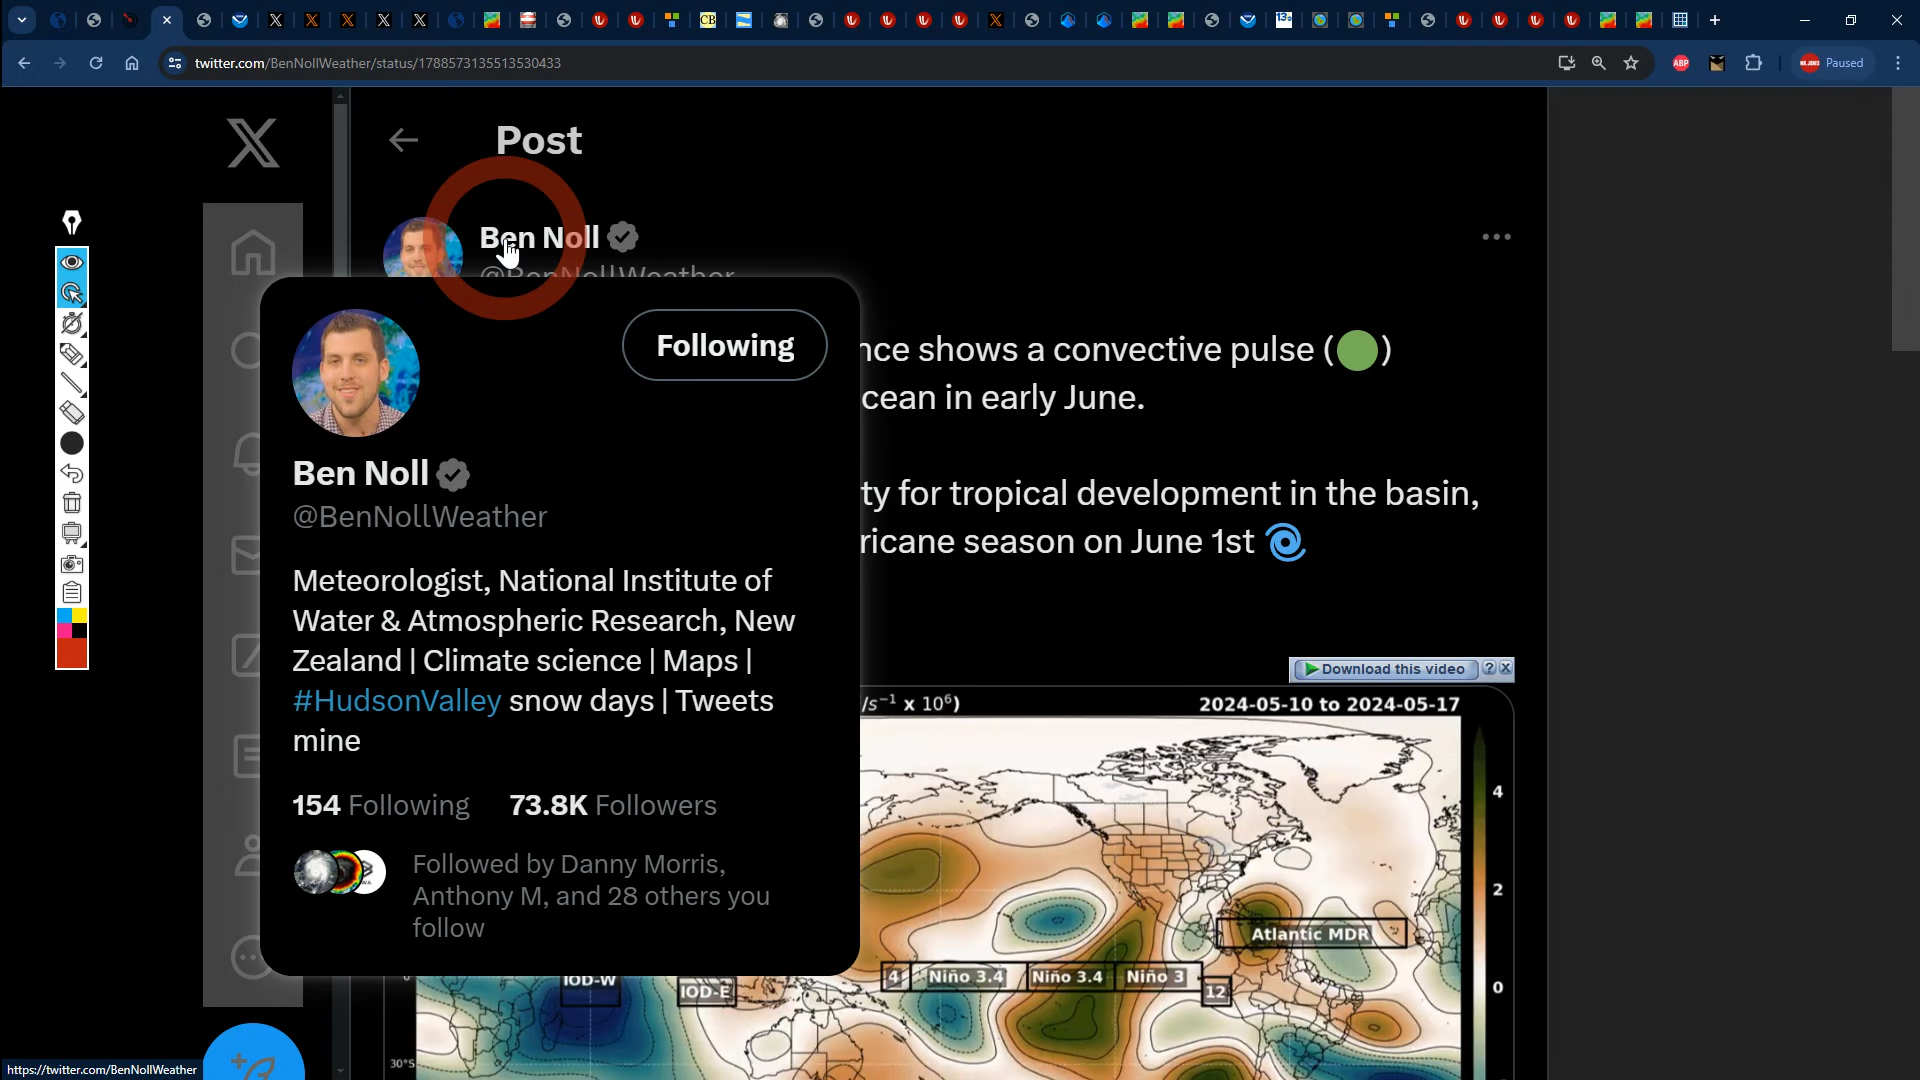 twitter.com/BenNollWeather/status/1788573135513530433
ABP
Paused
Post
Ben Noll
@BenNollWeather
Following
nce shows a convective pulse (🟢)
cean in early June.
Ben Noll
@BenNollWeather
ty for tropical development in the basin,
rricane season on June 1st 🌀
Meteorologist, National Institute of
Water & Atmospheric Research, New
Zealand | Climate science | Maps |
#HudsonValley snow days | Tweets
mine
Download this video
/s⁻¹ x 10⁶)
2024-05-10 to 2024-05-17
154 Following 73.8K Followers
4
Followed by Danny Morris,
Anthony M, and 28 others you
follow
2
Atlantic MDR
0
4
Niño 3.4
Niño 3.4
Niño 3
12
IOD-W
IOD-E
0
30°S
https://twitter.com/BenNollWeather